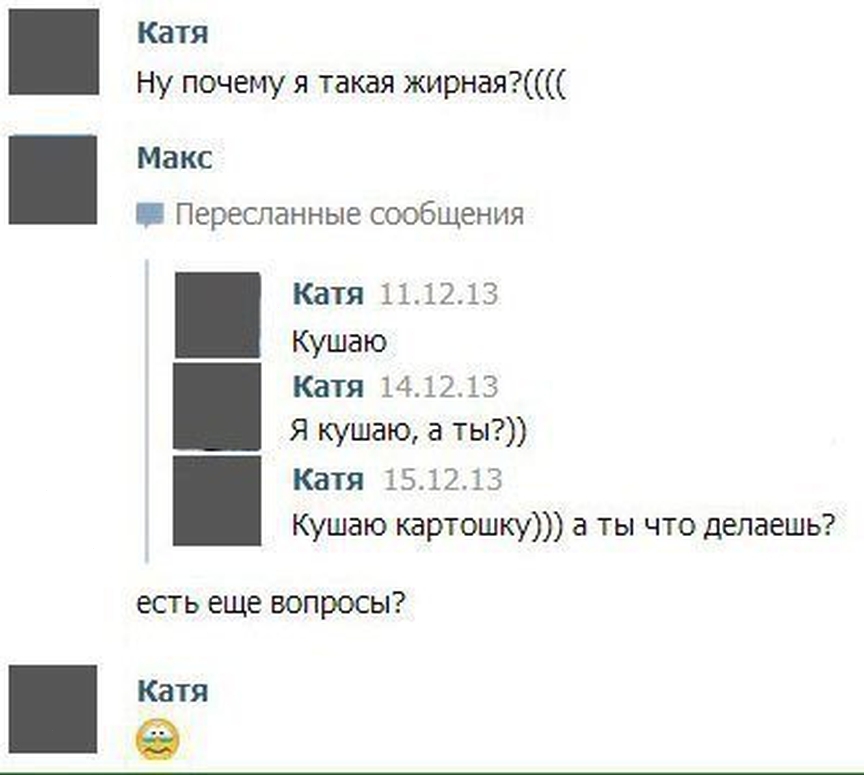 Катя
Ну почему я такая жирная?((((
Макс
Пересланные сообщения
Катя 11.12.13
Кушаю
Катя 14.12.13
Я кушаю, а ты?))
Катя 15.12.13
Кушаю картошку))) а ты что делаешь?
есть еще вопросы?
Катя